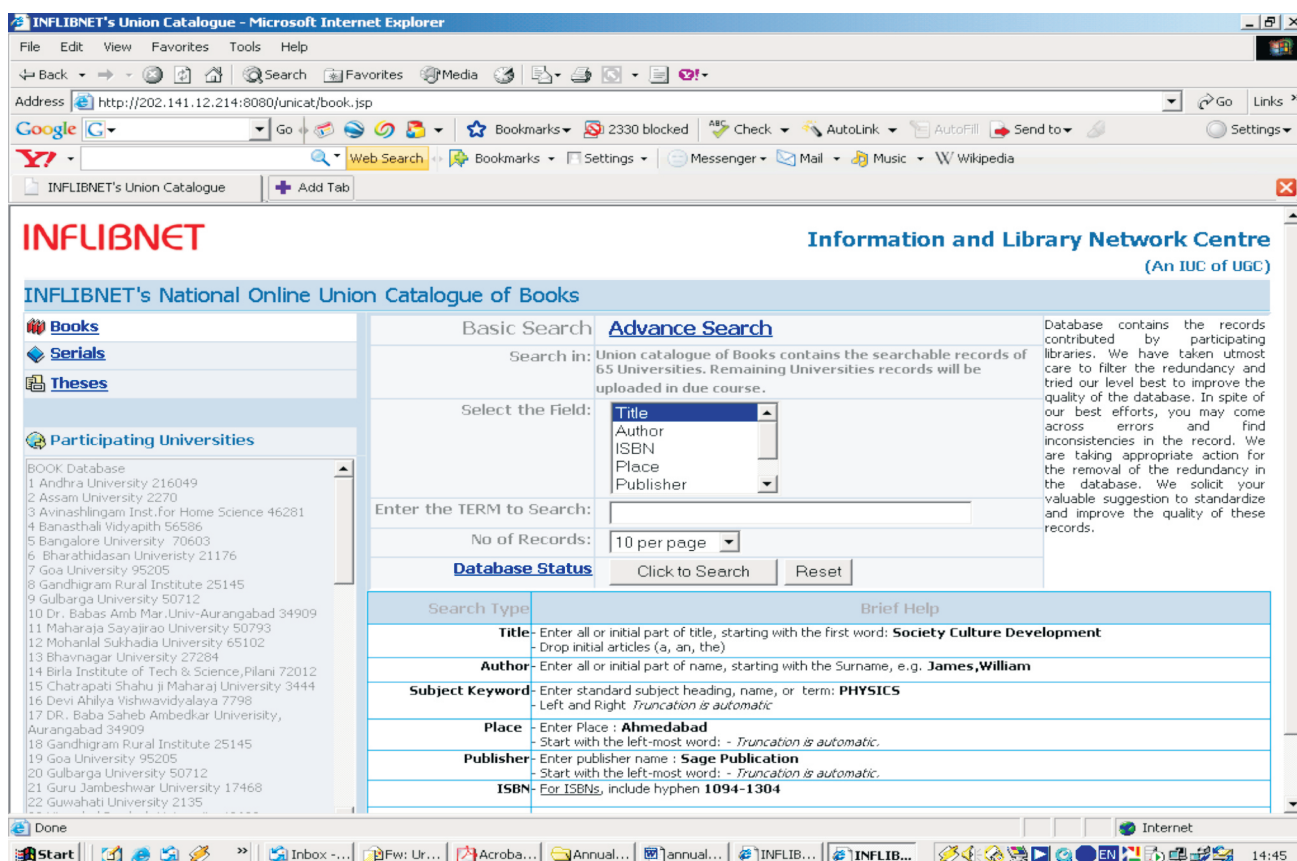 INFLIBNET's Union Catalogue - Microsoft Internet Explorer
File Edit View Favorites Tools Help
Back Search Favorites Media
Address http://202.141.12.214:8080/unicat/book.jsp Go Links »
Google G Go Bookmarks 2330 blocked ABC Check AutoLink AutoFill Send to Settings
Y! Web Search Bookmarks Settings Messenger Mail Music W Wikipedia
INFLIBNET's Union Catalogue Add Tab
INFLIBNET
Information and Library Network Centre
(An IUC of UGC)
INFLIBNET's National Online Union Catalogue of Books
Books
Serials
Theses
Participating Universities
BOOK Database
1 Andhra University 216049
2 Assam University 2270
3 Avinashlingam Inst.for Home Science 46281
4 Banasthali Vidyapith 56586
5 Bangalore University 70603
6 Bharathidasan Univeristy 21176
7 Goa University 95205
8 Gandhigram Rural Institute 25145
9 Gulbarga University 50712
10 Dr. Babas Amb Mar.Univ-Aurangabad 34909
11 Maharaja Sayajirao University 50793
12 Mohanlal Sukhadia University 65102
13 Bhavnagar University 27284
14 Birla Institute of Tech & Science,Pilani 72012
15 Chatrapati Shahu ji Maharaj University 3444
16 Devi Ahilya Vishwavidyalaya 7798
17 DR. Baba Saheb Ambedkar Univerisity,
Aurangabad 34909
18 Gandhigram Rural Institute 25145
19 Goa University 95205
20 Gulbarga University 50712
21 Guru Jambeshwar University 17468
22 Guwahati University 2135
Basic Search Advance Search
Search in: Union catalogue of Books contains the searchable records of
65 Universities. Remaining Universities records will be
uploaded in due course.
Select the Field: Title
Author
ISBN
Place
Publisher
Enter the TERM to Search:
No of Records: 10 per page
Database Status Click to Search Reset
Database contains the records
contributed by participating
libraries. We have taken utmost
care to filter the redundancy and
tried our level best to improve the
quality of the database. In spite of
our best efforts, you may come
across errors and find
inconsistencies in the record. We
are taking appropriate action for
the removal of the redundancy in
the database. We solicit your
valuable suggestion to standardize
and improve the quality of these
records.
Search Type Brief Help
Title - Enter all or initial part of title, starting with the first word: Society Culture Development
- Drop initial articles (a, an, the)
Author - Enter all or initial part of name, starting with the Surname, e.g. James,William
Subject Keyword - Enter standard subject heading, name, or term: PHYSICS
- Left and Right Truncation is automatic
Place - Enter Place : Ahmedabad
- Start with the left-most word: - Truncation is automatic.
Publisher - Enter publisher name : Sage Publication
- Start with the left-most word: - Truncation is automatic.
ISBN - For ISBNs, include hyphen 1094-1304
Done Internet
Start » Inbox -... Fw: Ur... Acroba... Annual... annual... INFLIB... INFLIB... EN 14:45